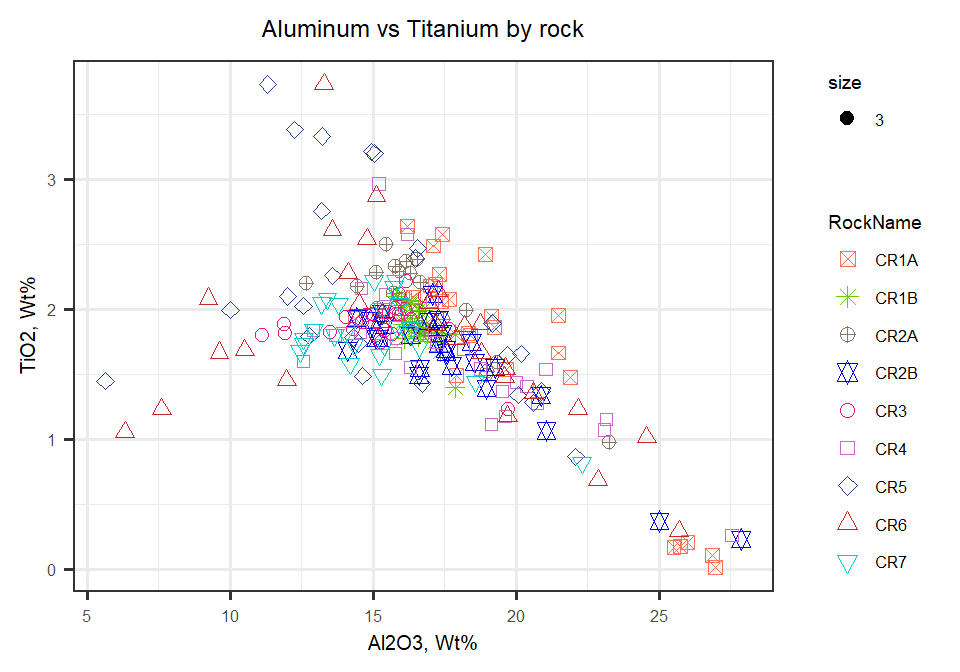 Aluminum vs Titanium by rock
size
3
RockName
CR1A
CR1B
CR2A
CR2B
CR3
CR4
CR5
CR6
CR7
TiO2, Wt%
3
2
1
0
5
10
15
20
25
Al2O3, Wt%